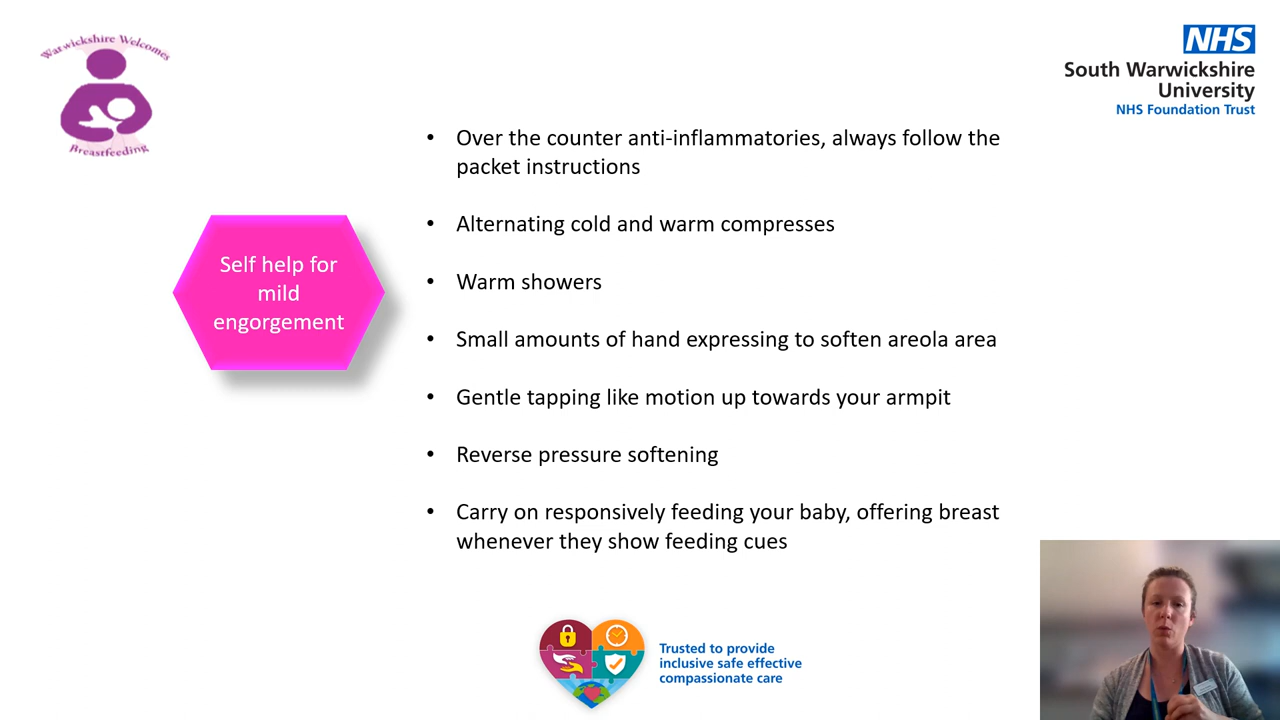 Warwickshire Welcomes
Breastfeeding
NHS
South Warwickshire
University
NHS Foundation Trust
Self help for
mild
engorgement
• Over the counter anti-inflammatories, always follow the
packet instructions
• Alternating cold and warm compresses
• Warm showers
• Small amounts of hand expressing to soften areola area
• Gentle tapping like motion up towards your armpit
• Reverse pressure softening
• Carry on responsively feeding your baby, offering breast
whenever they show feeding cues
Trusted to provide
inclusive safe effective
compassionate care